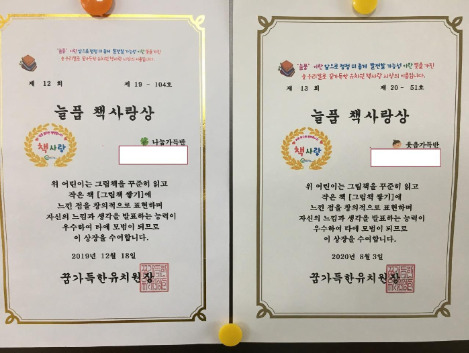 제 12 회 제 19 - 104호
늘품 책사랑상
책사랑
나눔가득반
위 어린이는 그림책을 꾸준히 읽고
작은 책 [그림책 쌓기]에
느낀 점을 창의적으로 표현하며
자신의 느낌과 생각을 발표하는 능력이
우수하여 타에 모범이 되므로
이 상장을 수여합니다.
2019년 12월 18일
꿈가득한유치원장
제 13 회 제 20 - 51호
늘품 책사랑상
책사랑
웃음가득반
위 어린이는 그림책을 꾸준히 읽고
작은 책 [그림책 쌓기]에
느낀 점을 창의적으로 표현하며
자신의 느낌과 생각을 발표하는 능력이
우수하여 타에 모범이 되므로
이 상장을 수여합니다.
2020년 8월 3일
꿈가득한유치원장